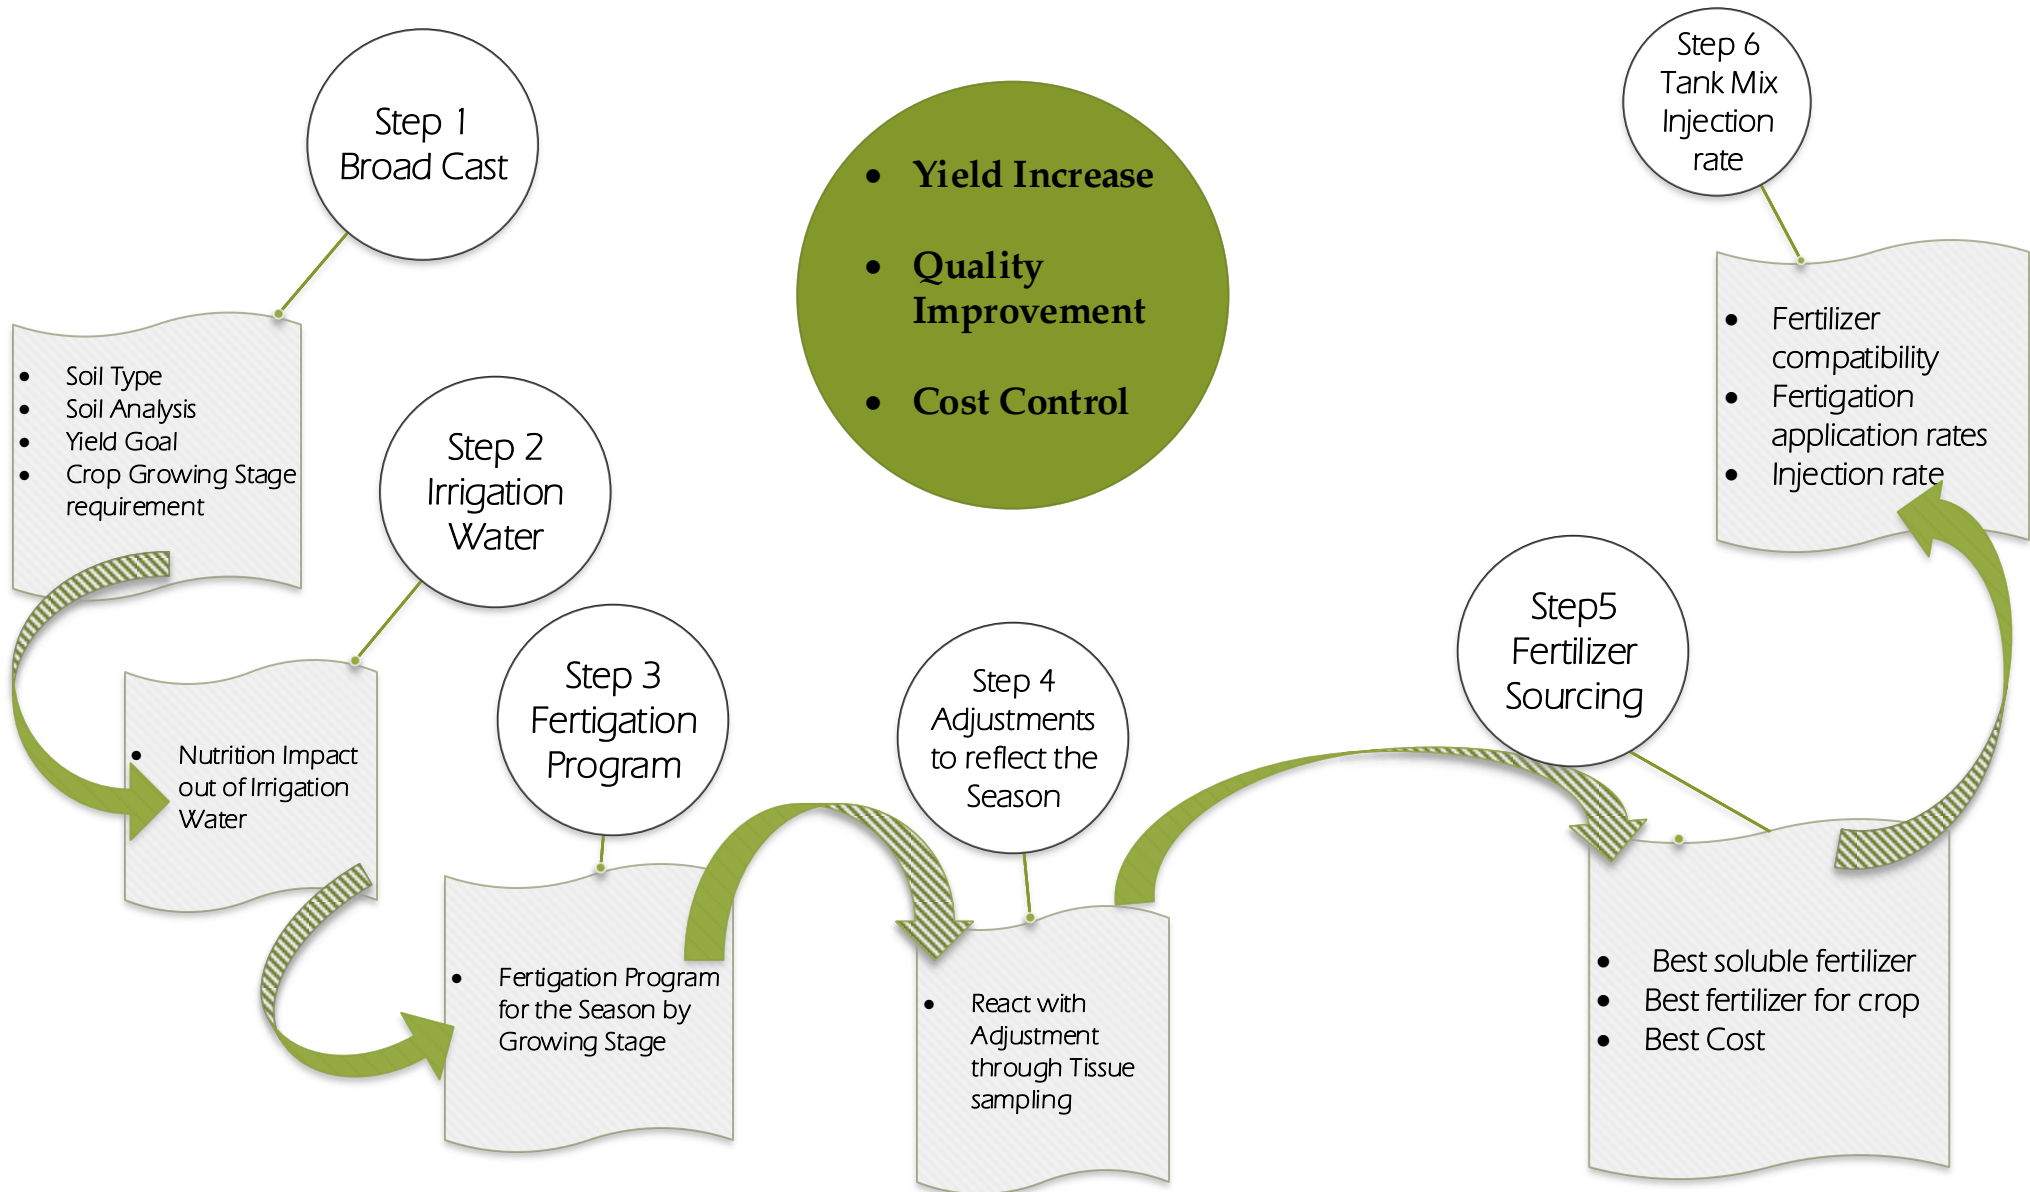 Step 1
Broad Cast
• Soil Type
• Soil Analysis
• Yield Goal
• Crop Growing Stage
requirement
Step 2
Irrigation
Water
• Nutrition Impact
out of Irrigation
Water
Step 3
Fertigation
Program
• Fertigation Program
for the Season by
Growing Stage
• Yield Increase
• Quality
Improvement
• Cost Control
Step 4
Adjustments
to reflect the
Season
• React with
Adjustment
through Tissue
sampling
Step5
Fertilizer
Sourcing
• Best soluble fertilizer
• Best fertilizer for crop
• Best Cost
Step 6
Tank Mix
Injection
rate
• Fertilizer
compatibility
• Fertigation
application rates
• Injection rate